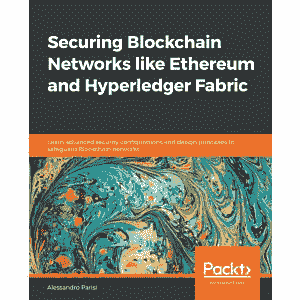 Securing Blockchain
Networks like Ethereum
and Hyperledger Fabric
Learn advanced security configurations and design principles to
safeguard Blockchain networks
Alessandro Parisi
Packt>